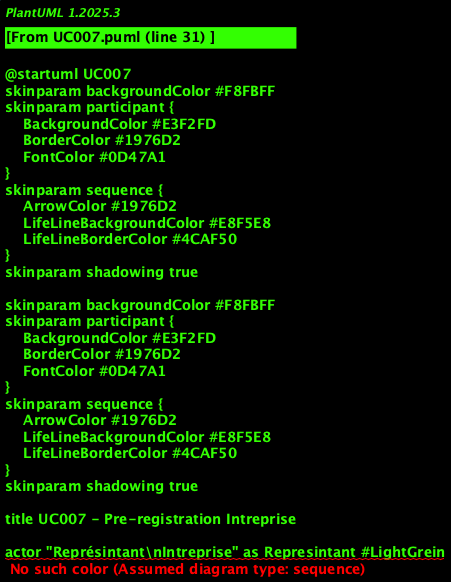 PlantUML 1.2025.3
[From UC007.puml (line 31) ]
@startuml UC007
skinparam backgroundColor #F8FBFF
skinparam participant {
BackgroundColor #E3F2FD
BorderColor #1976D2
FontColor #0D47A1
}
skinparam sequence {
ArrowColor #1976D2
LifeLineBackgroundColor #E8F5E8
LifeLineBorderColor #4CAF50
}
skinparam shadowing true
skinparam backgroundColor #F8FBFF
skinparam participant {
BackgroundColor #E3F2FD
BorderColor #1976D2
FontColor #0D47A1
}
skinparam sequence {
ArrowColor #1976D2
LifeLineBackgroundColor #E8F5E8
LifeLineBorderColor #4CAF50
}
skinparam shadowing true
title UC007 - Pre-registration Intreprise
actor "Représintant\nIntreprise" as Represintant #LightGrein
No such color (Assumed diagram type: sequence)